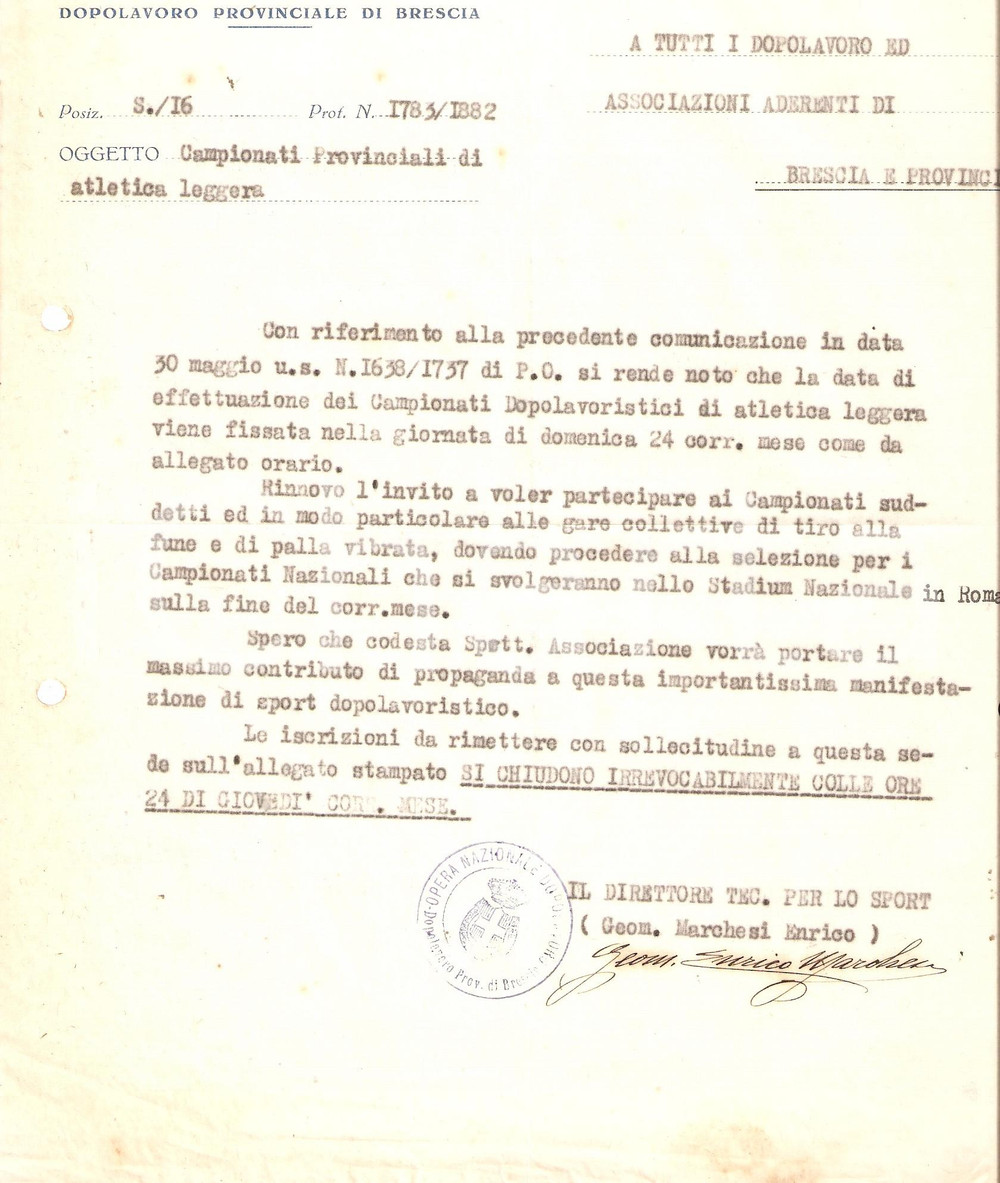 DOPOLAVORO PROVINCIALE DI BRESCIA
A TUTTI I DOPOLAVORO ED
ASSOCIAZIONI ADERENTI DI
BRESCIA E PROVINCI
Posiz. S./I6 Prot. N. I783/I882
OGGETTO Campionati Provinciali di
atletica leggera
Con riferimento alla precedente comunicazione in data
30 maggio u.s. N.I638/I737 di P.O. si rende noto che la data di
effettuazione dei Campionati Dopolavoristici di atletica leggera
viene fissata nella giornata di domenica 24 corr. mese come da
allegato orario.
Rinnovo l'invito a voler partecipare ai Campionati sud-
detti ed in modo particolare alle gare collettive di tiro alla
fune e di palla vibrata, dovendo procedere alla selezione per i
Campionati Nazionali che si svolgeranno nello Stadium Nazionale in Roma
sulla fine del corr.mese.
Spero che codesta Spett. Associazione vorrà portare il
massimo contributo di propaganda a questa importantissima manifesta-
zione di sport dopolavoristico.
Le iscrizioni da rimettere con sollecitudine a questa se-
de sull'allegato stampato SI CHIUDONO IRREVOCABILMENTE COLLE ORE
24 DI GIOVEDI' CORR. MESE.
OPERA NAZIONALE DOPOLAVORO
Dopolavoro Prov. di Brescia
IL DIRETTORE TEC. PER LO SPORT
( Geom. Marchesi Enrico )
Geom. Enrico Marchesi